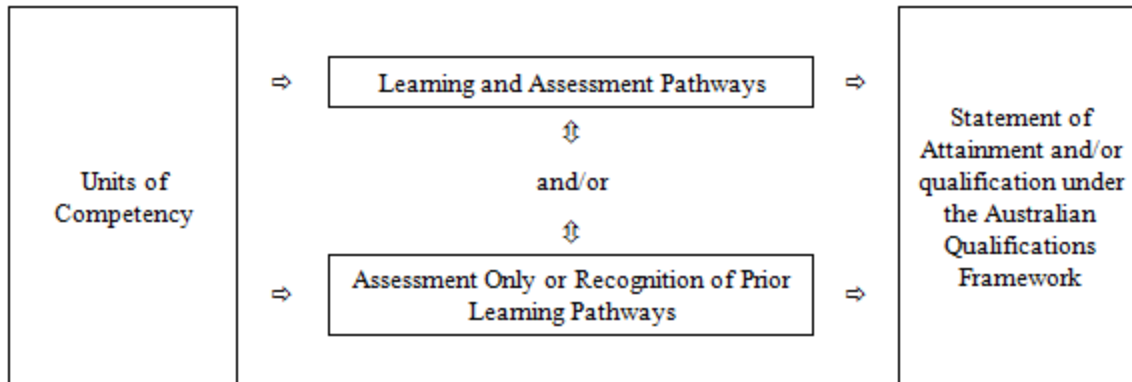 Units of
Competency
Learning and Assessment Pathways
and/or
Assessment Only or Recognition of Prior
Learning Pathways
Statement of
Attainment and/or
qualification under
the Australian
Qualifications
Framework